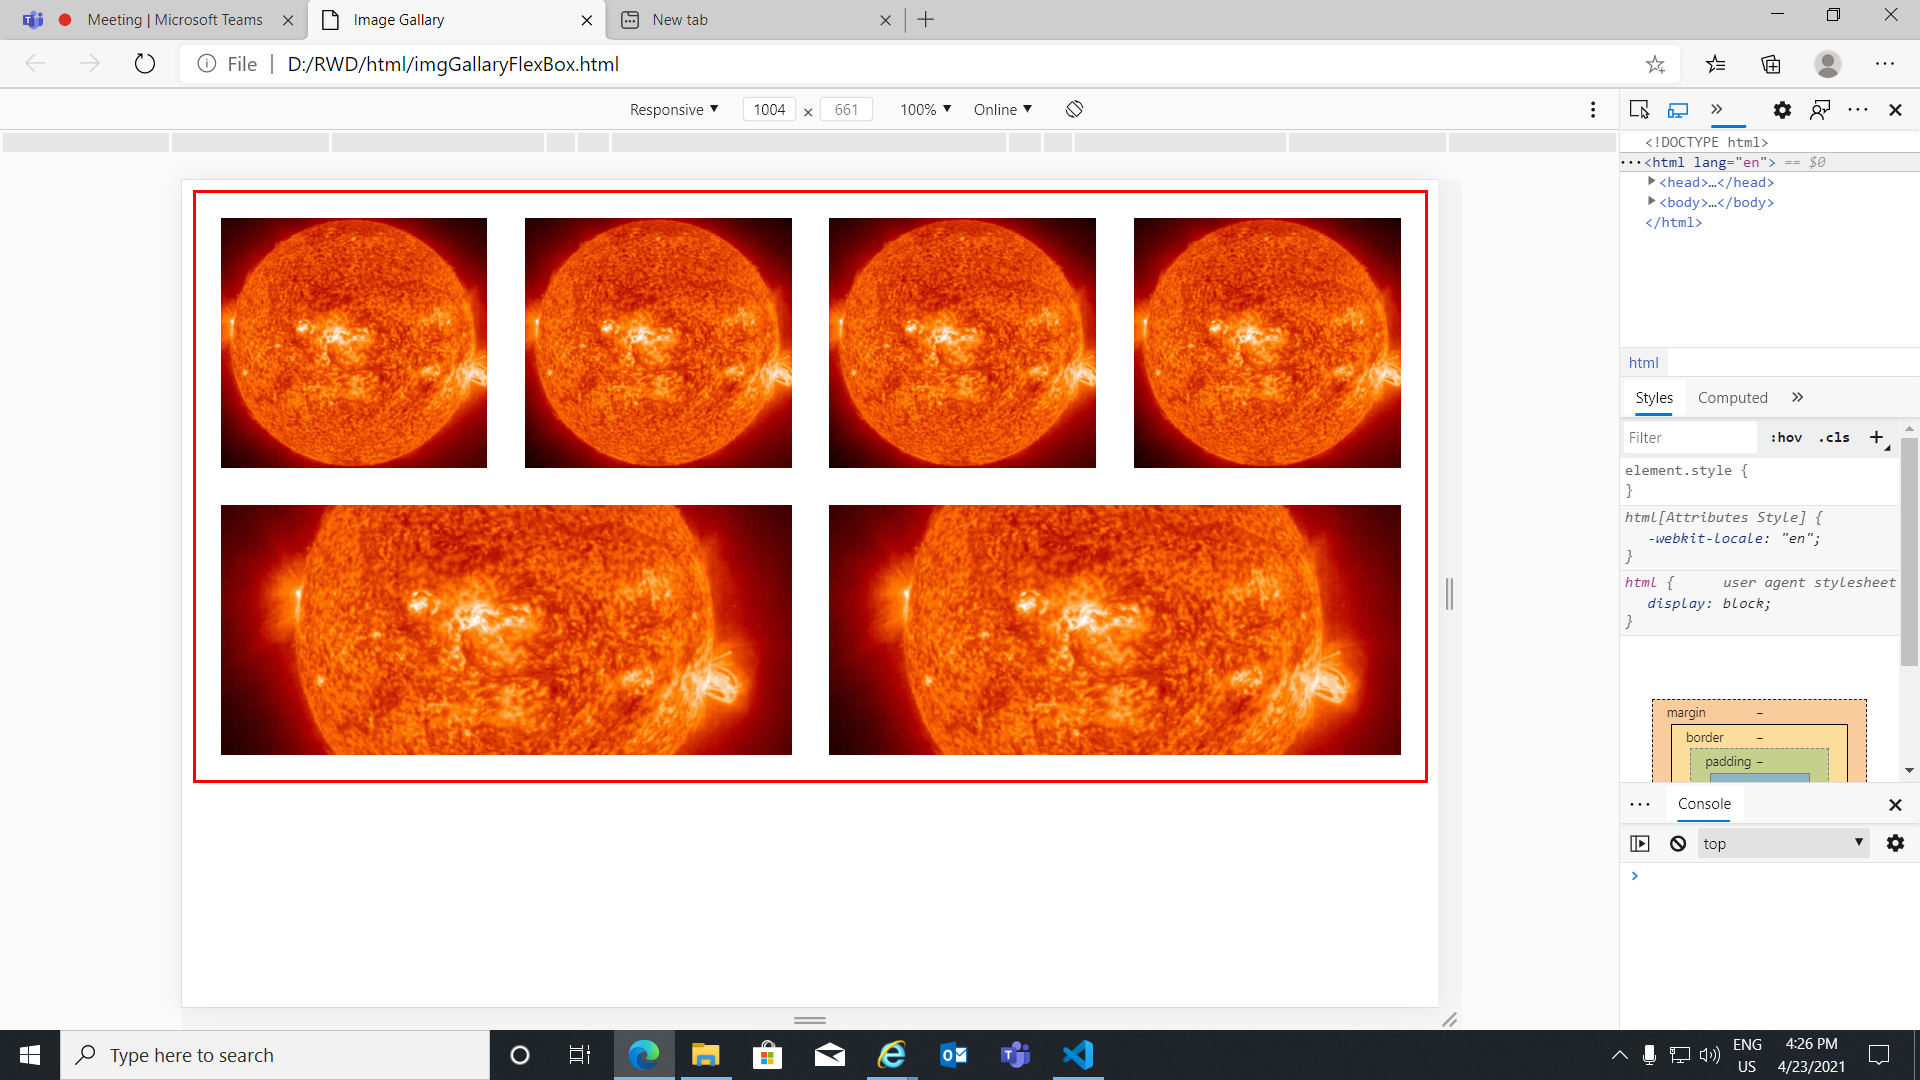 Meeting | Microsoft Teams
Image Gallary
New tab
File | D:/RWD/html/imgGallaryFlexBox.html
Responsive ▼ 1004 × 661 100% ▼ Online ▼
<!DOCTYPE html>
<html lang="en"> == $0
<head>…</head>
<body>…</body>
</html>
html
Styles Computed
Filter :hov .cls +
element.style {
}
html[Attributes Style] {
-webkit-locale: "en";
}
html { user agent stylesheet
display: block;
}
margin –
border –
padding –
Console
top
Type here to search
ENG
US
4:26 PM
4/23/2021